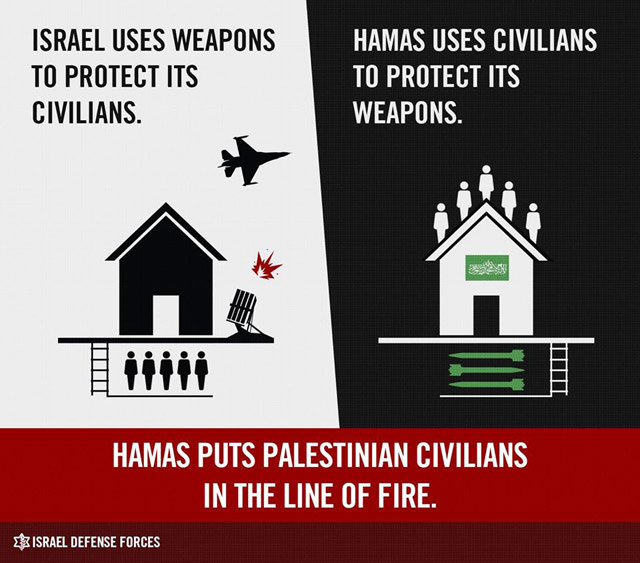 ISRAEL USES WEAPONS
TO PROTECT ITS
CIVILIANS.
HAMAS USES CIVILIANS
TO PROTECT ITS
WEAPONS.
HAMAS PUTS PALESTINIAN CIVILIANS
IN THE LINE OF FIRE.
ISRAEL DEFENSE FORCES